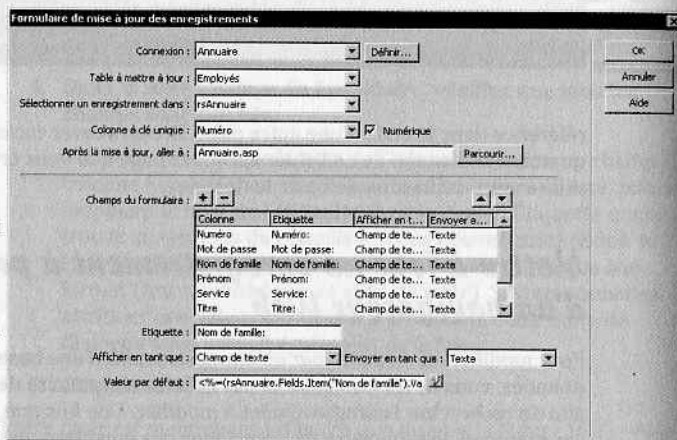 Formulaire de mise à jour des enregistrements
Connexion : Annuaire Définir... OK
Table à mettre à jour : Employés Annuler
Sélectionner un enregistrement dans : rsAnnuaire Aide
Colonne à clé unique : Numéro Numérique
Après la mise à jour, aller à : Annuaire.asp Parcourir...
Champs du formulaire : + −
Colonne Etiquette Afficher en t... Envoyer e...
Numéro Numéro: Champ de te... Texte
Mot de passe Mot de passe: Champ de te... Texte
Nom de famille Nom de famille: Champ de te... Texte
Prénom Prénom: Champ de te... Texte
Service Service: Champ de te... Texte
Titre Titre: Champ de te... Texte
Etiquette : Nom de famille:
Afficher en tant que : Champ de texte Envoyer en tant que : Texte
Valeur par défaut : <%=(rsAnnuaire.Fields.Item("Nom de famille").Va